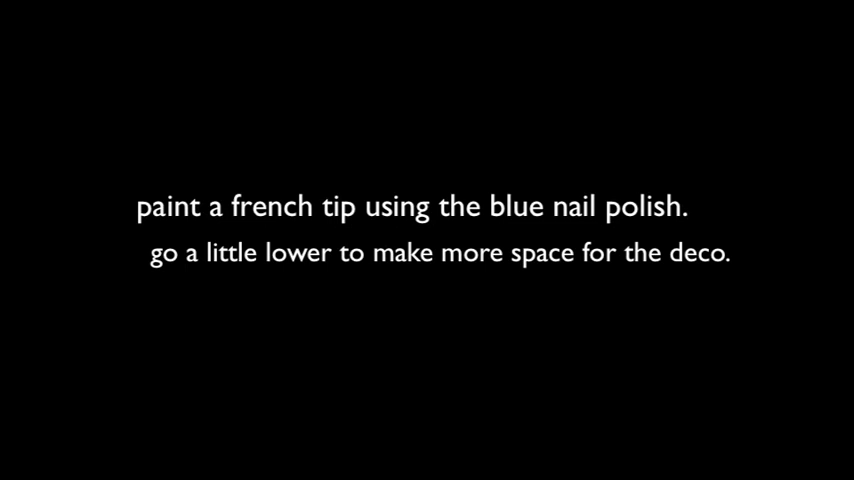 paint a french tip using the blue nail polish.
go a little lower to make more space for the deco.